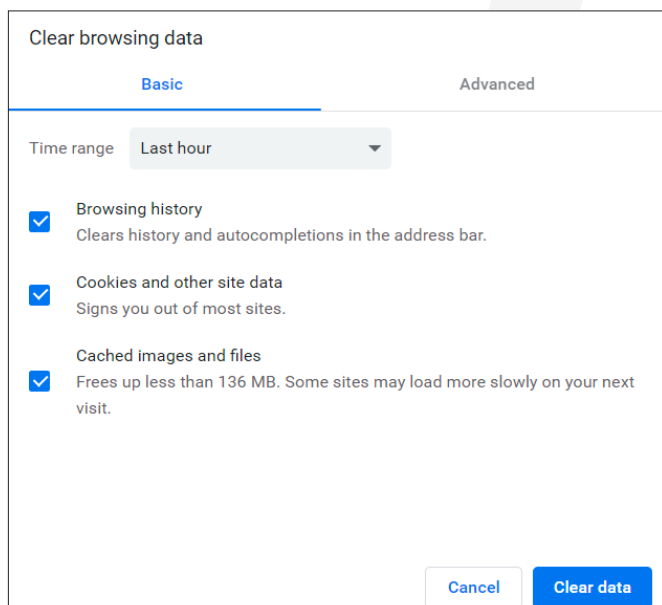 Clear browsing data
Basic Advanced
Time range Last hour
Browsing history
Clears history and autocompletions in the address bar.
Cookies and other site data
Signs you out of most sites.
Cached images and files
Frees up less than 136 MB. Some sites may load more slowly on your next
visit.
Cancel Clear data